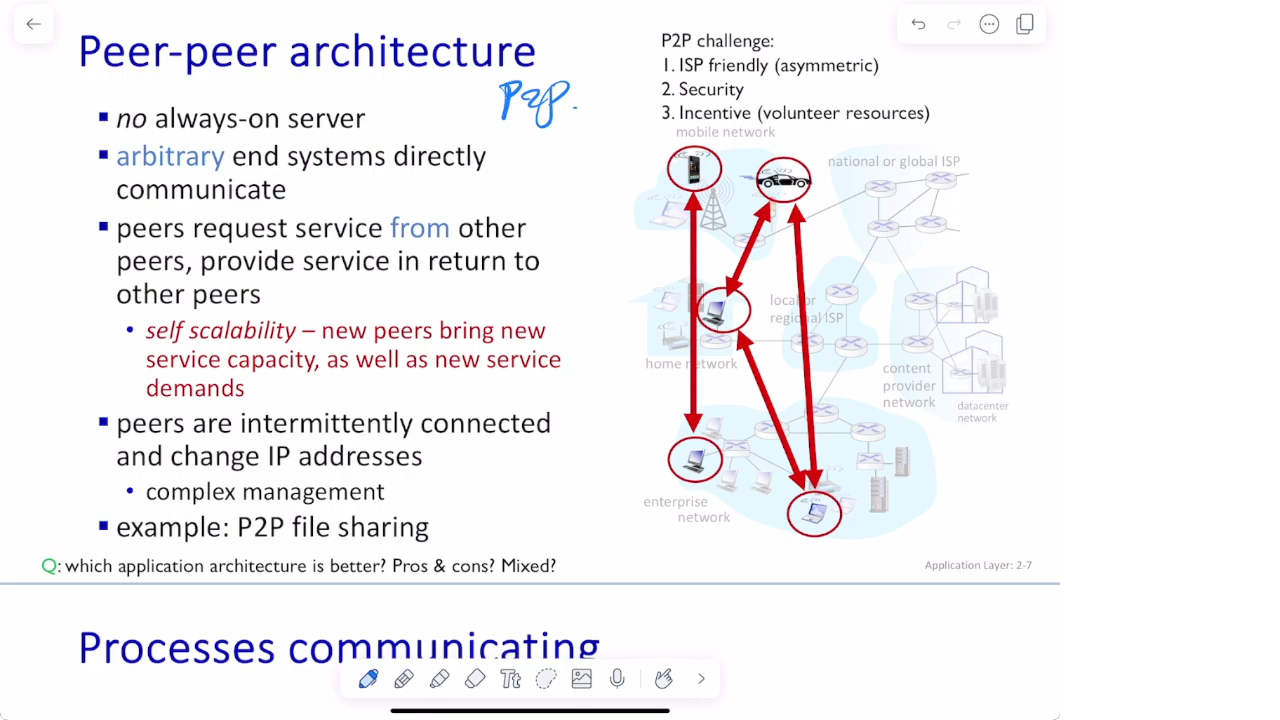 Peer-peer architecture
P2P.
▪ no always-on server
▪ arbitrary end systems directly
communicate
▪ peers request service from other
peers, provide service in return to
other peers
• self scalability – new peers bring new
service capacity, as well as new service
demands
▪ peers are intermittently connected
and change IP addresses
• complex management
▪ example: P2P file sharing
Q: which application architecture is better? Pros & cons? Mixed?
P2P challenge:
1. ISP friendly (asymmetric)
2. Security
3. Incentive (volunteer resources)
mobile network
national or global ISP
local or
regional ISP
home network
content
provider
network
datacenter
network
enterprise
network
Application Layer: 2-7
Processes communicating
Tt